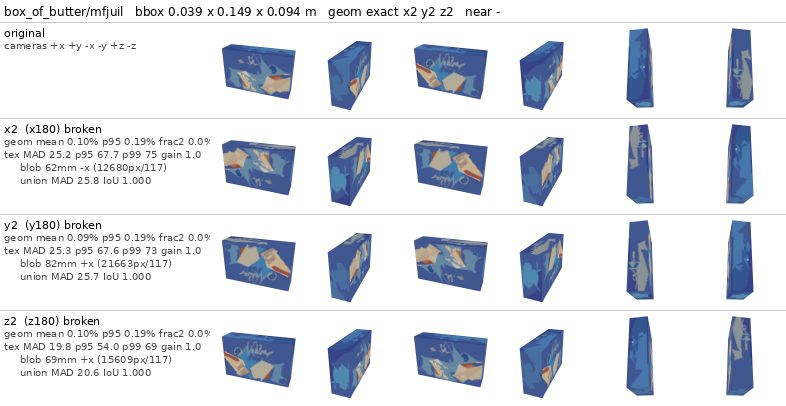 box_of_butter/mfjuil   bbox 0.039 x 0.149 x 0.094 m   geom exact x2 y2 z2   near -
original
cameras +x +y -x -y +z -z
x2  (x180) broken
geom mean 0.10% p95 0.19% frac2 0.0%
tex MAD 25.2 p95 67.7 p99 75 gain 1.0
blob 62mm -x (12680px/117)
union MAD 25.8 IoU 1.000
y2  (y180) broken
geom mean 0.09% p95 0.19% frac2 0.0%
tex MAD 25.3 p95 67.6 p99 73 gain 1.0
blob 82mm +x (21663px/117)
union MAD 25.7 IoU 1.000
z2  (z180) broken
geom mean 0.10% p95 0.19% frac2 0.0%
tex MAD 19.8 p95 54.0 p99 69 gain 1.0
blob 69mm +x (15609px/117)
union MAD 20.6 IoU 1.000